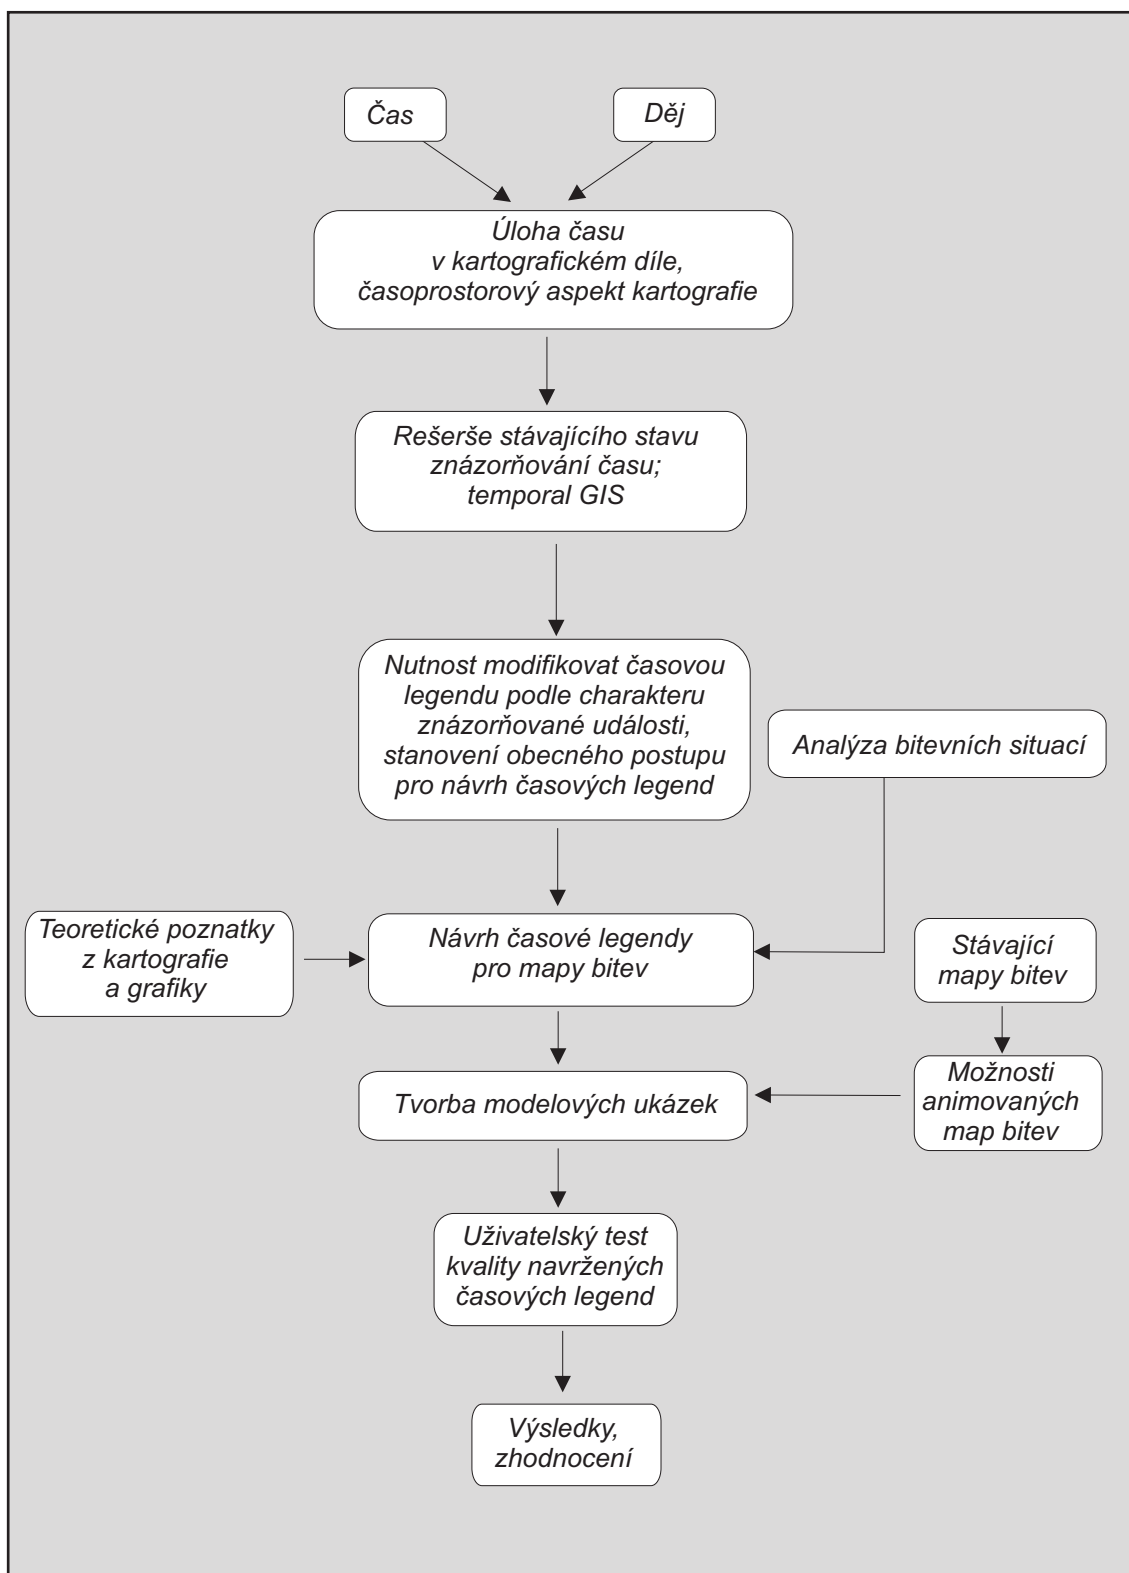 Čas
Děj
Úloha času
v kartografickém díle,
časoprostorový aspekt kartografie
Rešerše stávajícího stavu
znázorňování času;
temporal GIS
Nutnost modifikovat časovou
legendu podle charakteru
znázorňované události,
stanovení obecného postupu
pro návrh časových legend
Analýza bitevních situací
Teoretické poznatky
z kartografie
a grafiky
Návrh časové legendy
pro mapy bitev
Stávající
mapy bitev
Tvorba modelových ukázek
Možnosti
animovaných
map bitev
Uživatelský test
kvality navržených
časových legend
Výsledky,
zhodnocení